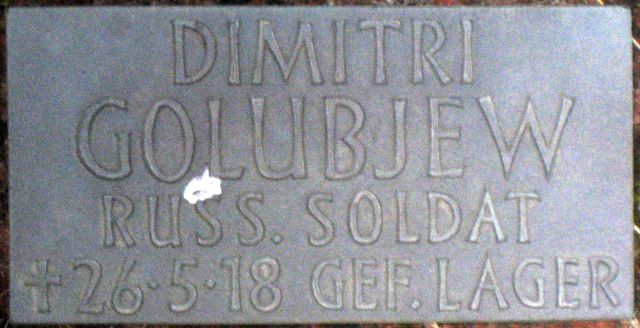 DIMITRI
GOLUBJEW
RUSS. SOLDAT
✝26·5·18 GEF. LAGER